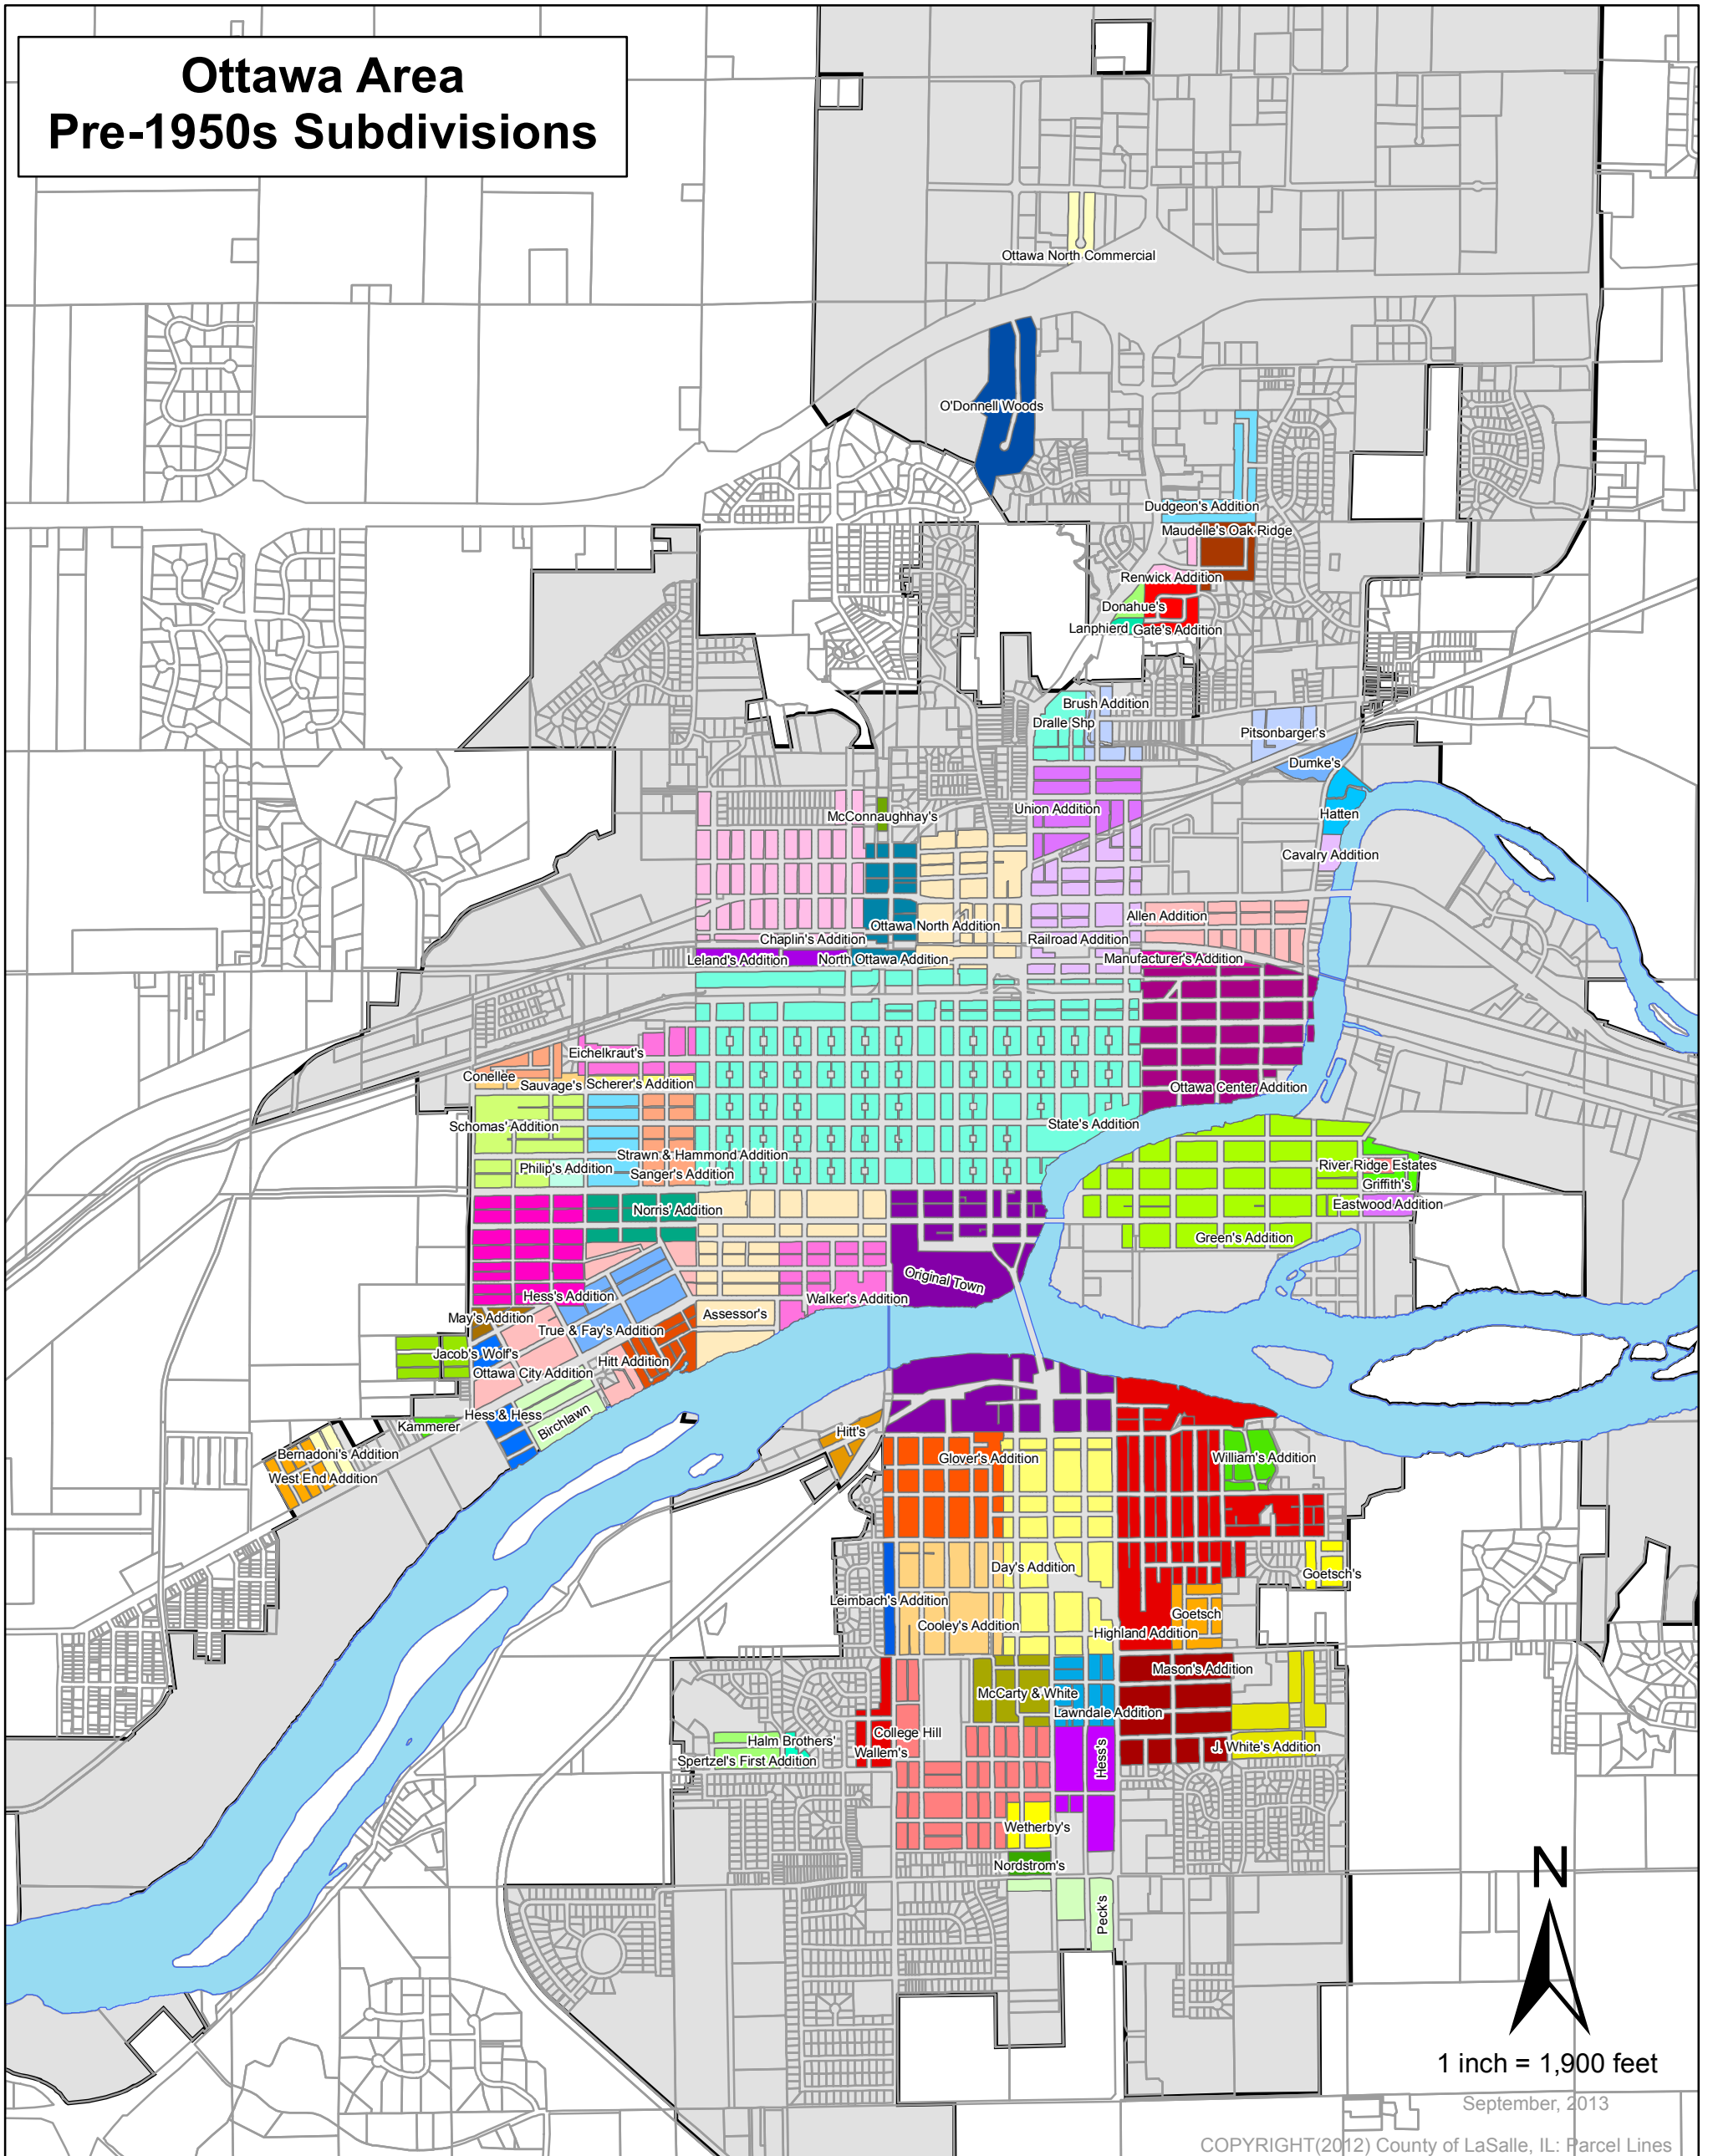 Ottawa Area
Pre-1950s Subdivisions
Ottawa North Commercial
O'Donnell Woods
Dudgeon's Addition
Maudelle's Oak Ridge
Renwick Addition
Donahue's
Lanphierd
Gate's Addition
Brush Addition
Dralle Shp
Pitsonbarger's
Dumke's
Union Addition
Hatten
McConnaughhay's
Cavalry Addition
Allen Addition
Ottawa North Addition
Chaplin's Addition
Railroad Addition
Leland's Addition
North Ottawa Addition
Manufacturer's Addition
Eichelkraut's
Conellee
Sauvage's
Scherer's Addition
Ottawa Center Addition
Schomas' Addition
State's Addition
Strawn & Hammond Addition
Philip's Addition
Sanger's Addition
River Ridge Estates
Griffith's
Eastwood Addition
Norris' Addition
Green's Addition
Original Town
Hess's Addition
Walker's Addition
May's Addition
Assessor's
True & Fay's Addition
Jacob's Wolf's
Hitt Addition
Ottawa City Addition
Hess & Hess
Birchlawn
Kammerer
Hitt's
Bernadoni's Addition
West End Addition
Glover's Addition
William's Addition
Day's Addition
Goetsch's
Leimbach's Addition
Goetsch
Cooley's Addition
Highland Addition
Mason's Addition
McCarty & White
Lawndale Addition
College Hill
Halm Brothers'
Wallem's
Hess's
J. White's Addition
Spertzel's First Addition
Wetherby's
Nordstrom's
Peck's
N
1 inch = 1,900 feet
September, 2013
COPYRIGHT(2012) County of LaSalle, IL: Parcel Lines